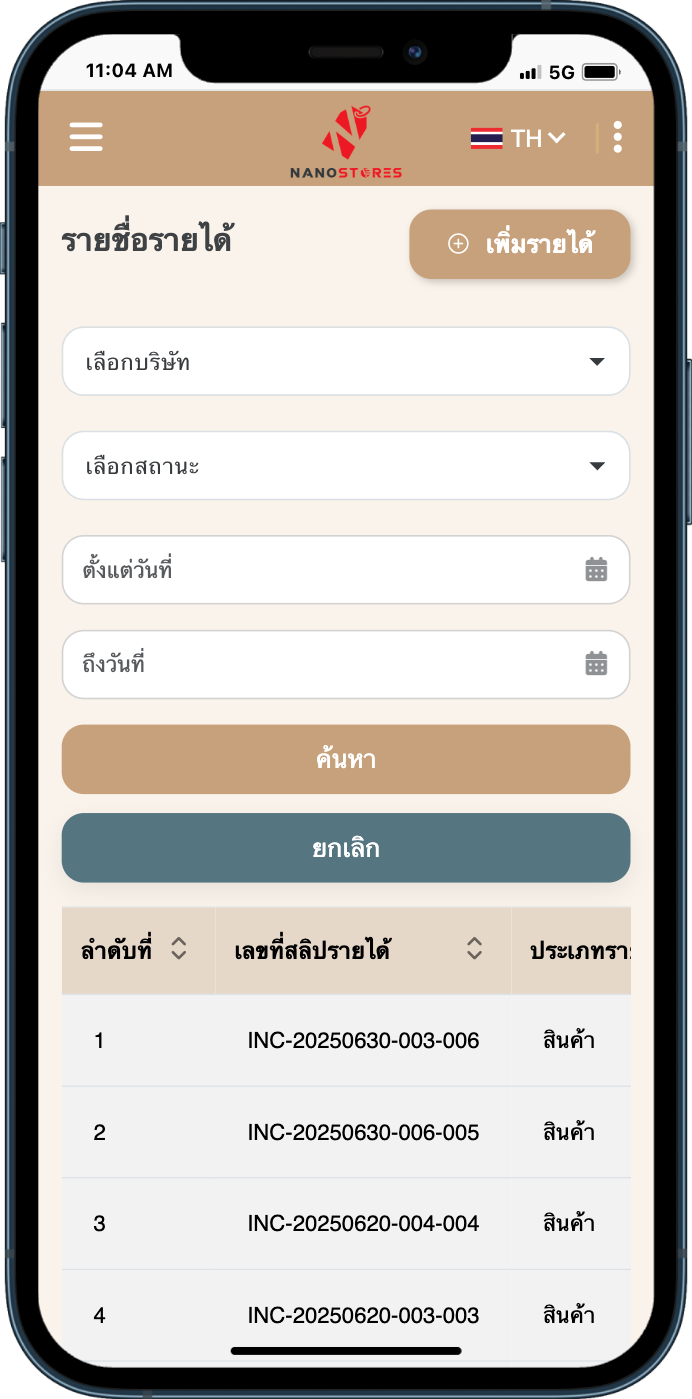 11:04 AM 5G
NANOSTORES
TH
รายชื่อรายได้
เพิ่มรายได้
เลือกบริษัท
เลือกสถานะ
ตั้งแต่วันที่
ถึงวันที่
ค้นหา
ยกเลิก
ลำดับที่ เลขที่สลิปรายได้ ประเภทราย
1 INC-20250630-003-006 สินค้า
2 INC-20250630-006-005 สินค้า
3 INC-20250620-004-004 สินค้า
4 INC-20250620-003-003 สินค้า